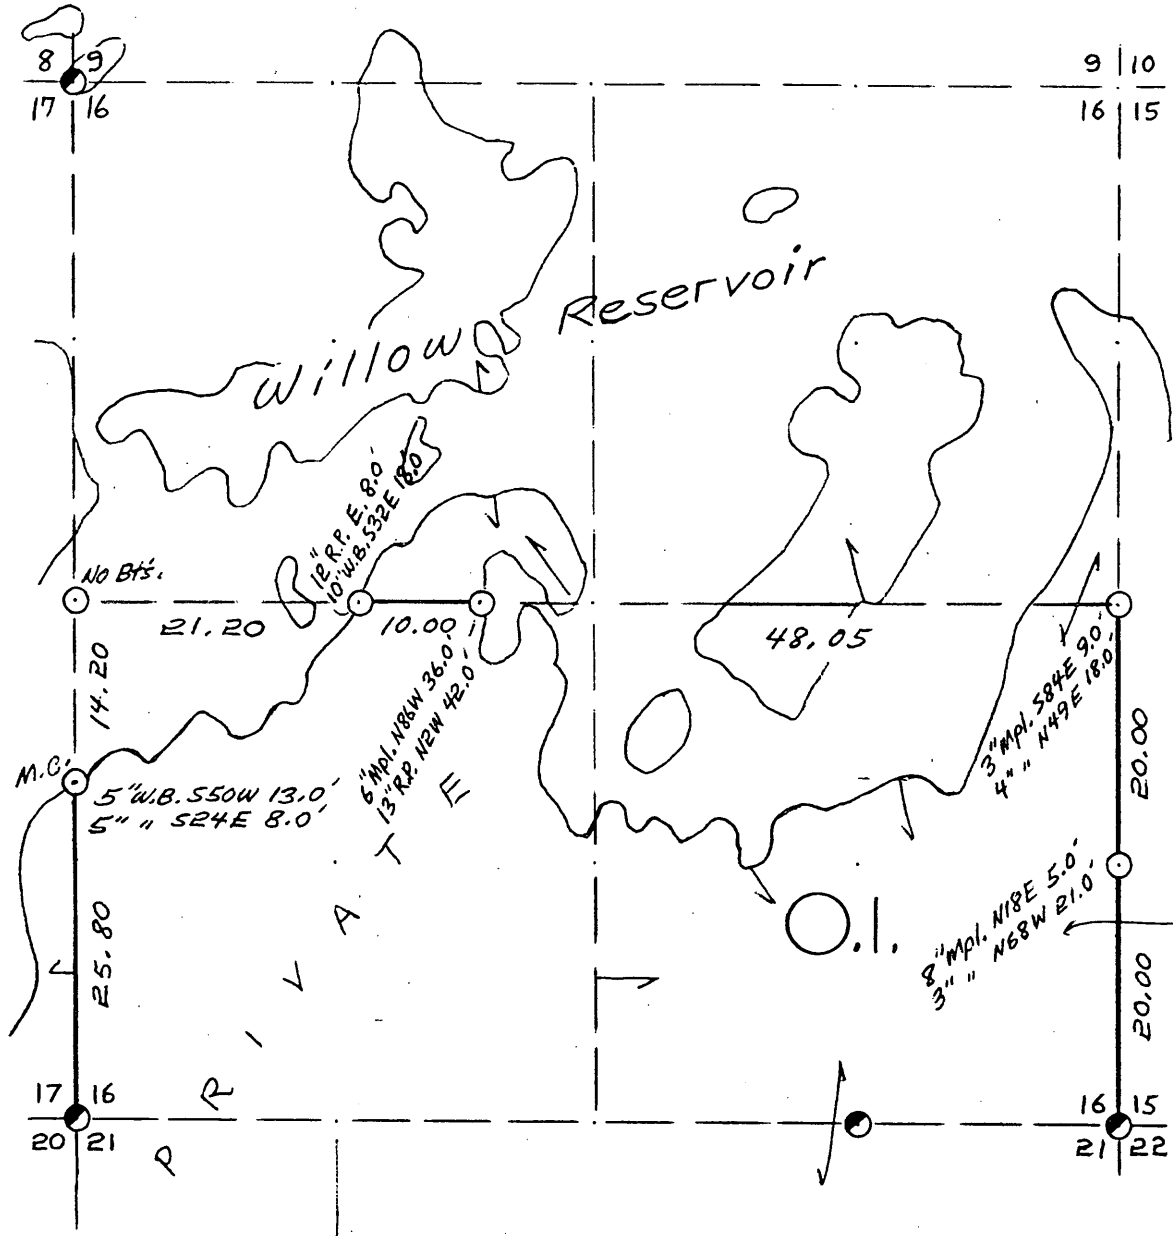 8 9
17 16
9 10
16 15
Willow Reservoir
12" R.P. E. 8.0'
10" W.B. S32E 18.0'
No Bts.
21.20
10.00
48.05
14.20
M.C.
5" W.B. S50W 13.0'
5" " S24E 8.0'
6" Mpl. N86W 36.0'
13" R.P. N2W 42.0'
3" Mpl. S84E 9.0'
4" " N49E 18.0'
20.00
8" Mpl. N18E 5.0'
3" " N68W 21.0'
20.00
25.80
PRIVATE
O.I.
17 16
20 21
16 15
21 22